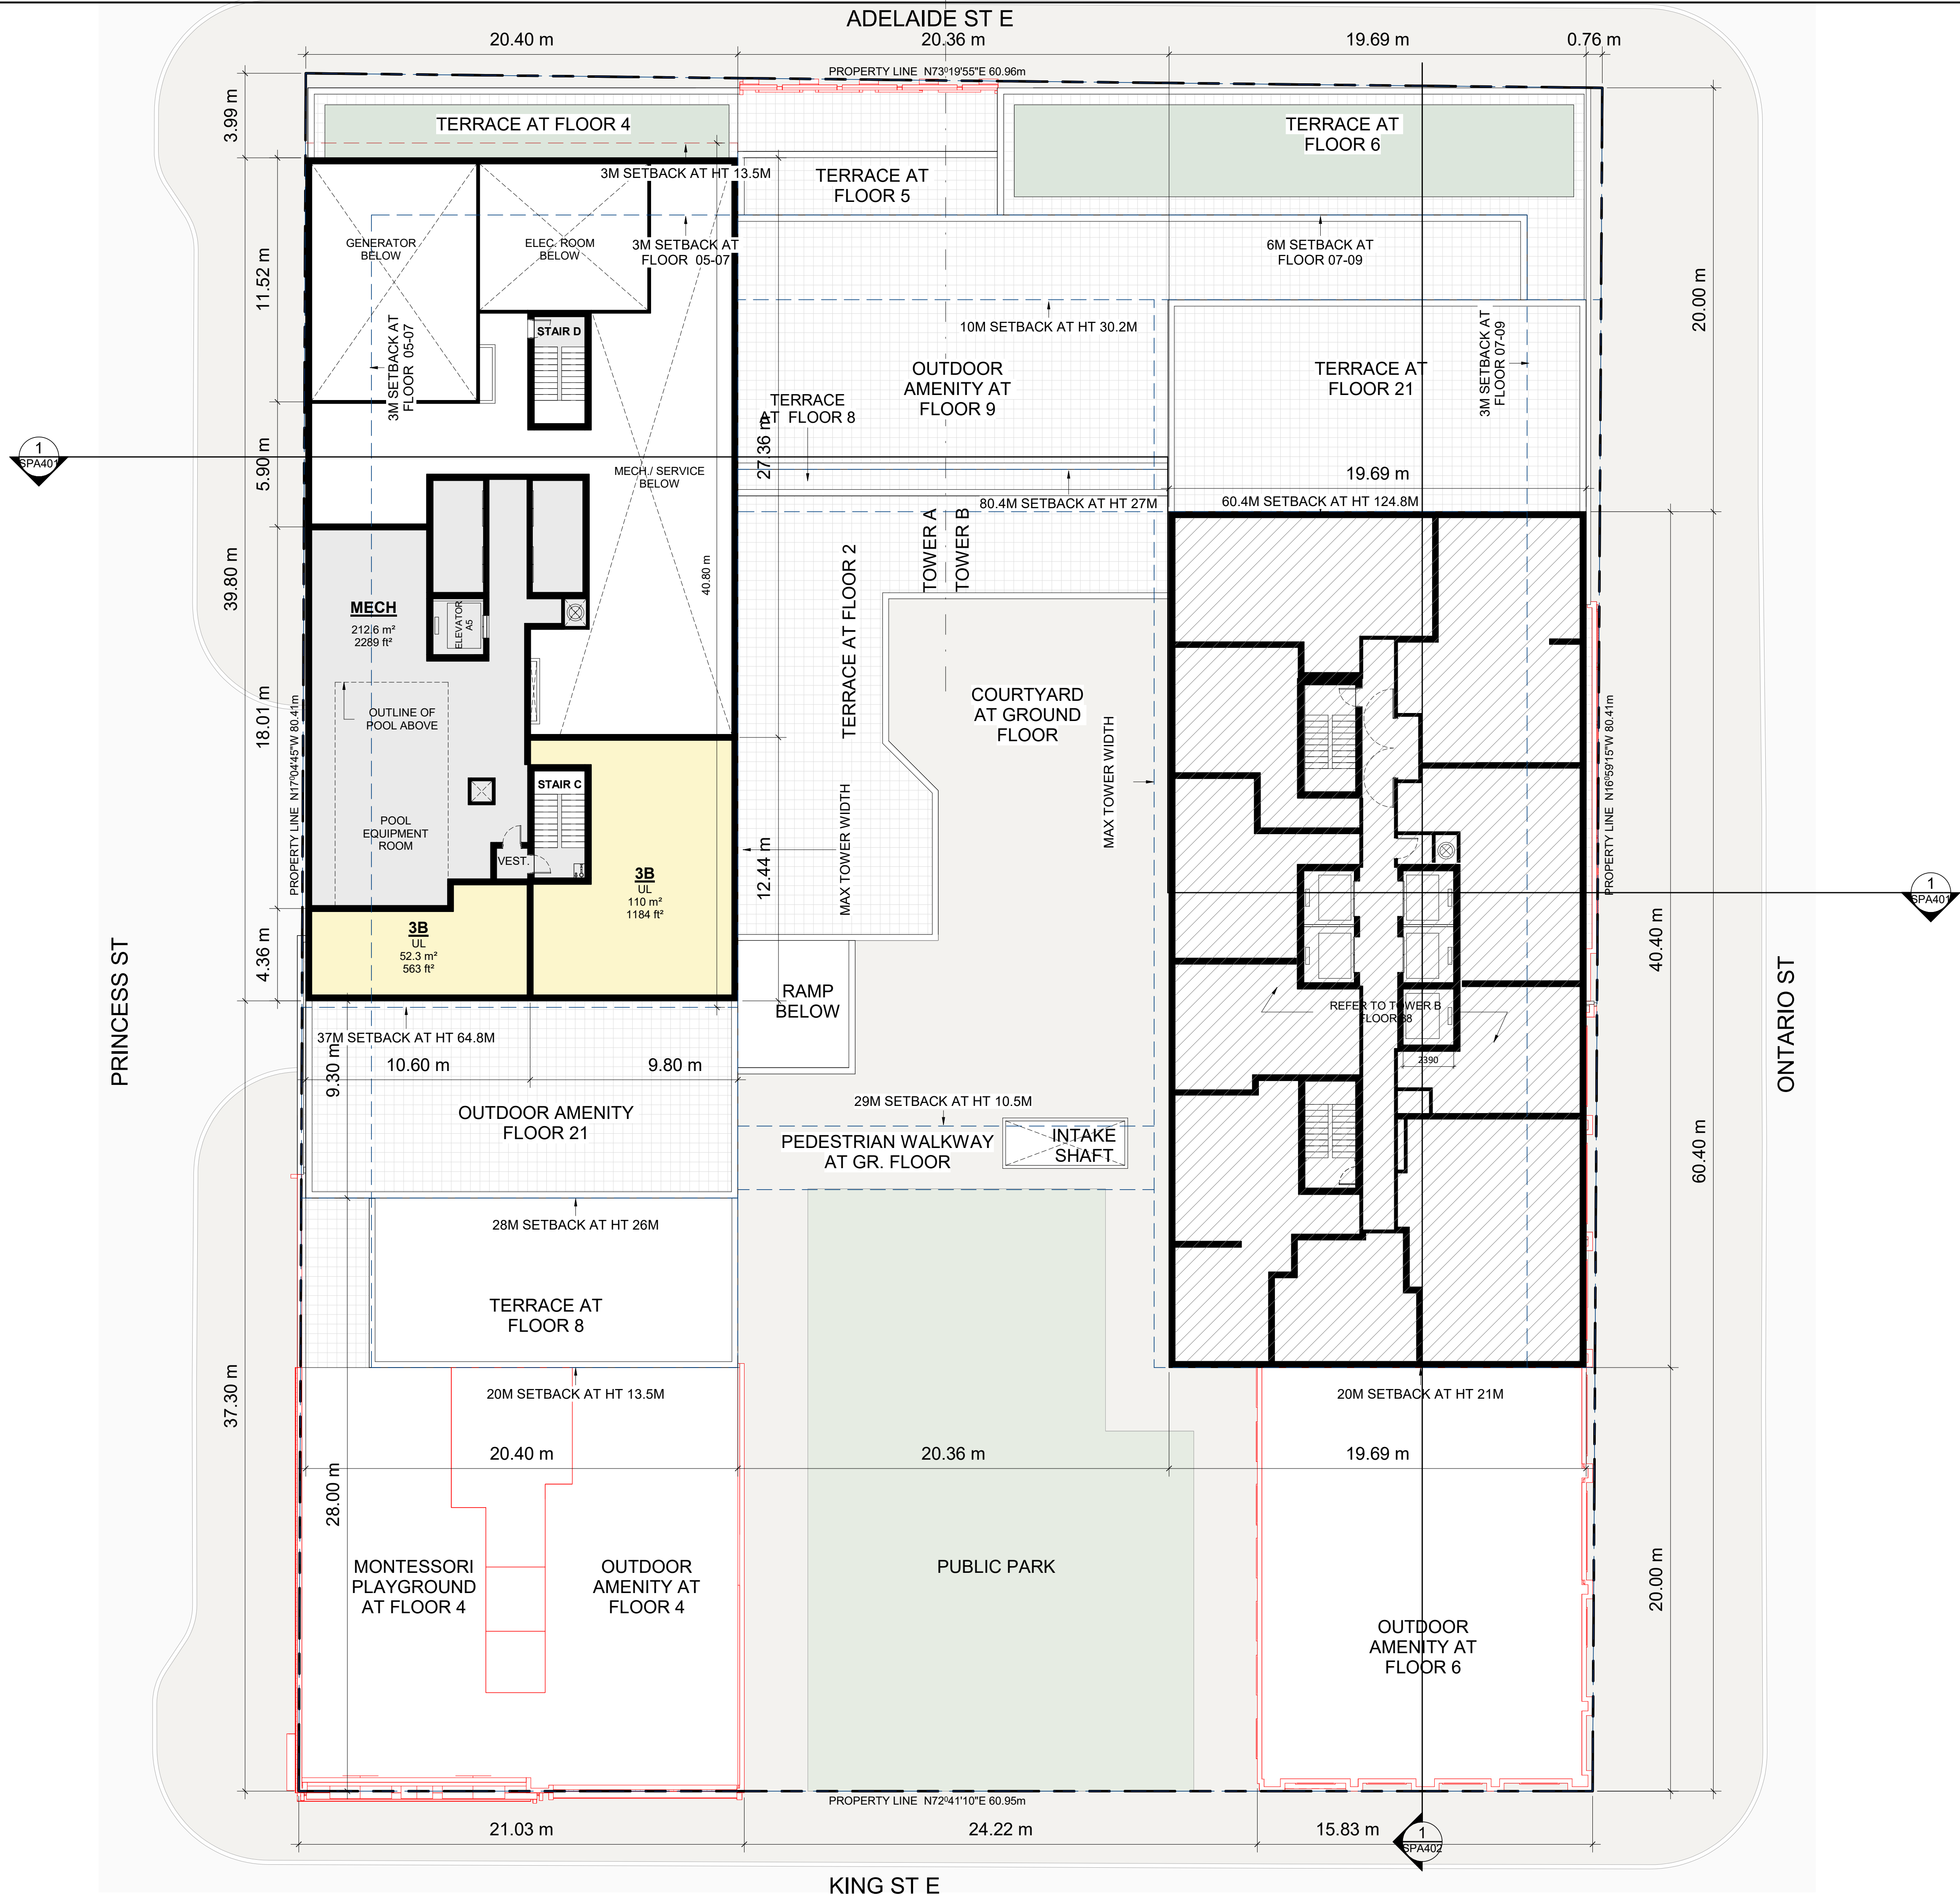 ADELAIDE ST E
20.40 m
20.36 m
19.69 m
0.76 m
PROPERTY LINE N73º19'55"E 60.96m
3.99 m
TERRACE AT FLOOR 4
TERRACE AT
FLOOR 6
3M SETBACK AT HT 13.5M
TERRACE AT
FLOOR 5
GENERATOR
BELOW
ELEC. ROOM
BELOW
3M SETBACK AT
FLOOR 05-07
6M SETBACK AT
FLOOR 07-09
11.52 m
20.00 m
STAIR D
3M SETBACK AT
FLOOR 05-07
10M SETBACK AT HT 30.2M
3M SETBACK AT
FLOOR 07-09
OUTDOOR
AMENITY AT
FLOOR 9
TERRACE AT
FLOOR 21
TERRACE
AT FLOOR 8
27.36 m
1
SPA401
5.90 m
MECH./ SERVICE
BELOW
19.69 m
80.4M SETBACK AT HT 27M
60.4M SETBACK AT HT 124.8M
TOWER A
TOWER B
39.80 m
40.80 m
TERRACE AT FLOOR 2
MECH
212.6 m²
2289 ft²
ELEVATOR
A5
18.01 m
OUTLINE OF
POOL ABOVE
COURTYARD
AT GROUND
FLOOR
PROPERTY LINE N17º04'45"W 80.41m
PROPERTY LINE N16º59'15"W 80.41m
MAX TOWER WIDTH
MAX TOWER WIDTH
STAIR C
POOL
EQUIPMENT
ROOM
VEST.
12.44 m
3B
UL
110 m²
1184 ft²
1
SPA401
3B
UL
52.3 m²
563 ft²
4.36 m
40.40 m
PRINCESS ST
ONTARIO ST
RAMP
BELOW
REFER TO TOWER B
FLOOR 38
37M SETBACK AT HT 64.8M
9.30 m
10.60 m
9.80 m
2390
29M SETBACK AT HT 10.5M
OUTDOOR AMENITY
FLOOR 21
PEDESTRIAN WALKWAY
AT GR. FLOOR
INTAKE
SHAFT
60.40 m
28M SETBACK AT HT 26M
TERRACE AT
FLOOR 8
37.30 m
20M SETBACK AT HT 13.5M
20M SETBACK AT HT 21M
20.40 m
20.36 m
19.69 m
28.00 m
MONTESSORI
PLAYGROUND
AT FLOOR 4
OUTDOOR
AMENITY AT
FLOOR 4
PUBLIC PARK
20.00 m
OUTDOOR
AMENITY AT
FLOOR 6
PROPERTY LINE N72º41'10"E 60.95m
21.03 m
24.22 m
15.83 m
1
SPA402
KING ST E